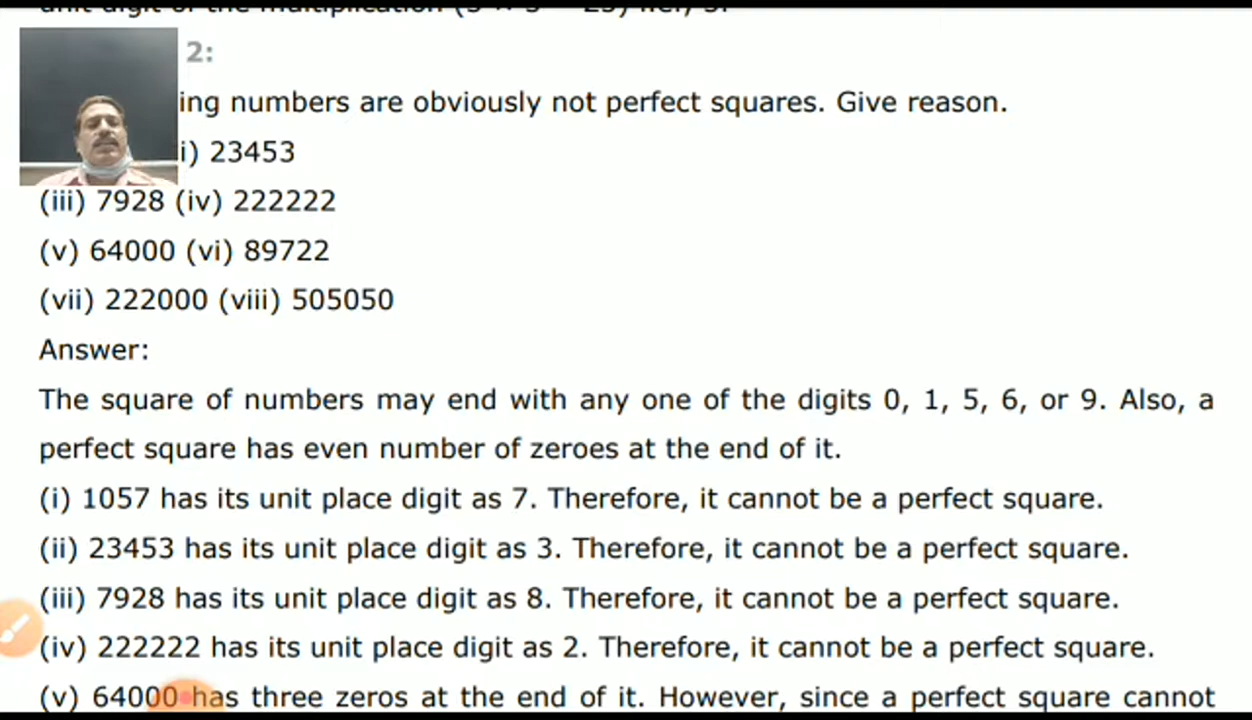 2:
ing numbers are obviously not perfect squares. Give reason.
i) 23453
(iii) 7928 (iv) 222222
(v) 64000 (vi) 89722
(vii) 222000 (viii) 505050
Answer:
The square of numbers may end with any one of the digits 0, 1, 5, 6, or 9. Also, a
perfect square has even number of zeroes at the end of it.
(i) 1057 has its unit place digit as 7. Therefore, it cannot be a perfect square.
(ii) 23453 has its unit place digit as 3. Therefore, it cannot be a perfect square.
(iii) 7928 has its unit place digit as 8. Therefore, it cannot be a perfect square.
(iv) 222222 has its unit place digit as 2. Therefore, it cannot be a perfect square.
(v) 64000 has three zeros at the end of it. However, since a perfect square cannot